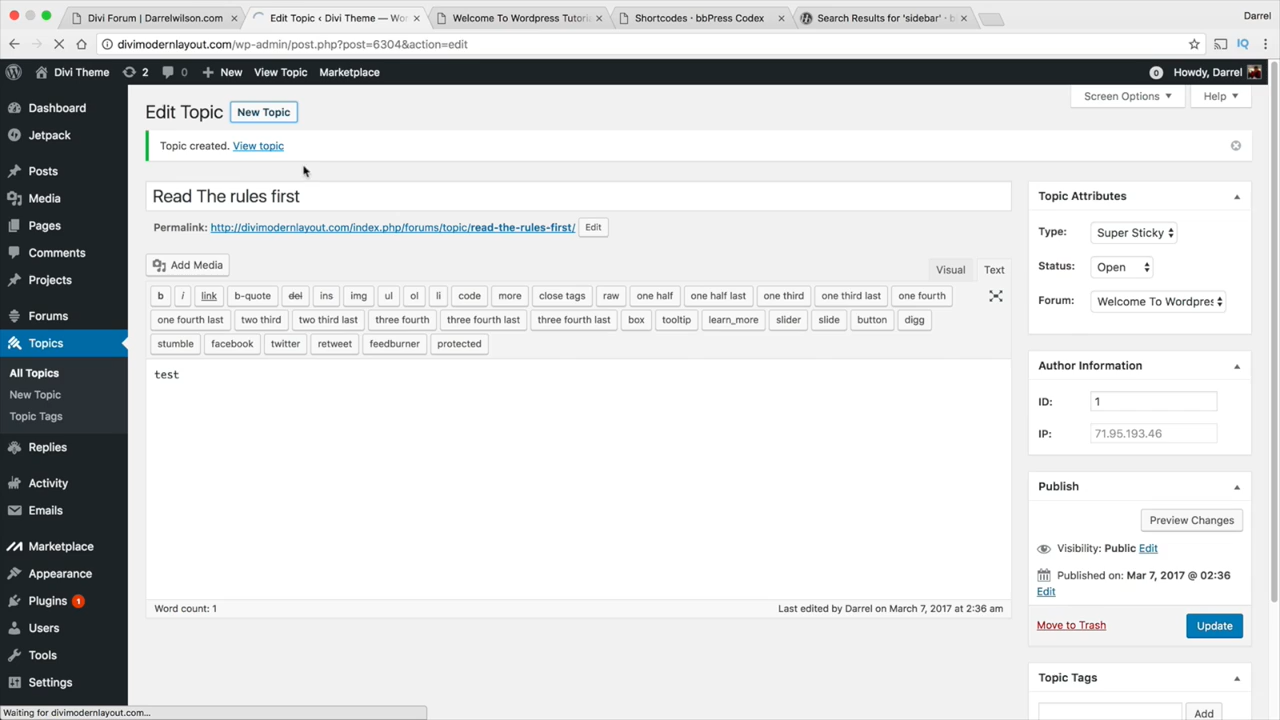 Divi Forum | Darrelwilson.com
Edit Topic ‹ Divi Theme — Wo
Welcome To Wordpress Tutori
Shortcodes · bbPress Codex
Search Results for 'sidebar' · b
Darrel
divimodernlayout.com/wp-admin/post.php?post=6304&action=edit
Divi Theme 2 0 + New View Topic Marketplace 0 Howdy, Darrel
Dashboard
Jetpack
Posts
Media
Pages
Comments
Projects
Forums
Topics
All Topics
New Topic
Topic Tags
Replies
Activity
Emails
Marketplace
Appearance
Plugins 1
Users
Tools
Settings
Screen Options Help
Edit Topic New Topic
Topic created. View topic
Read The rules first
Permalink: http://divimodernlayout.com/index.php/forums/topic/read-the-rules-first/ Edit
Add Media
Visual Text
b i link b-quote del ins img ul ol li code more close tags raw one half one half last one third one third last one fourth
one fourth last two third two third last three fourth three fourth last three fourth last box tooltip learn_more slider slide button digg
stumble facebook twitter retweet feedburner protected
test
Word count: 1 Last edited by Darrel on March 7, 2017 at 2:36 am
Topic Attributes
Type: Super Sticky
Status: Open
Forum: Welcome To Wordpres
Author Information
ID: 1
IP: 71.95.193.46
Publish
Preview Changes
Visibility: Public Edit
Published on: Mar 7, 2017 @ 02:36
Edit
Move to Trash Update
Topic Tags
Add
Waiting for divimodernlayout.com...